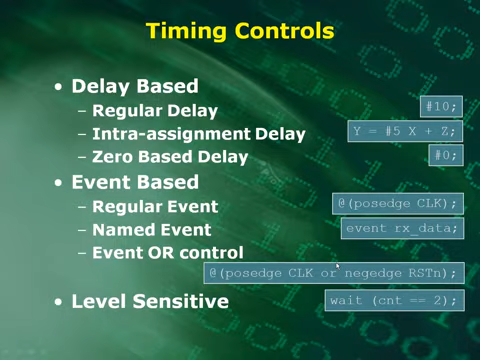 Timing Controls
• Delay Based
– Regular Delay
#10;
– Intra-assignment Delay
Y = #5 X + Z;
– Zero Based Delay
#0;
• Event Based
– Regular Event
@(posedge CLK);
– Named Event
event rx_data;
– Event OR control
@(posedge CLK or negedge RSTn);
• Level Sensitive
wait (cnt == 2);